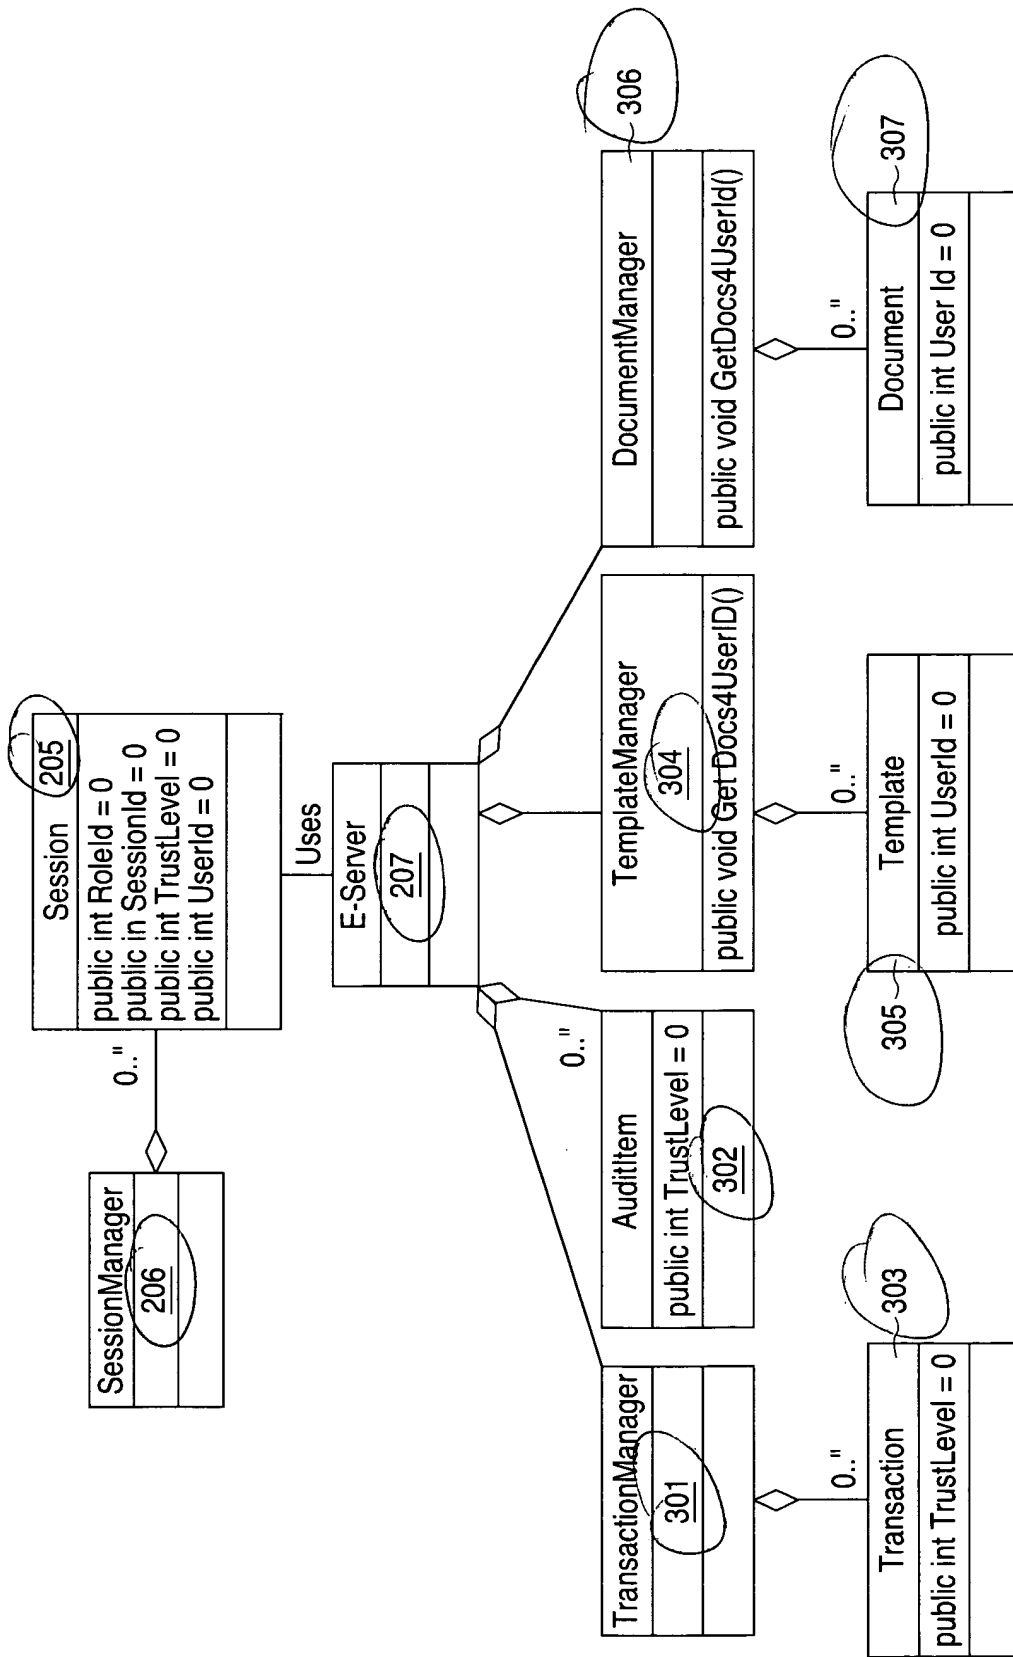 SessionManager
206
0.."
Session
205
public int RoleId = 0
public in SessionId = 0
public int TrustLevel = 0
public int UserId = 0
Uses
E-Server
207
TransactionManager
301
0.."
AuditItem
public int TrustLevel = 0
302
TemplateManager
304
public void Get Docs4UserID()
DocumentManager
306
public void GetDocs4UserId()
0.."
Transaction
303
public int TrustLevel = 0
0.."
Template
305
public int UserId = 0
0.."
Document
307
public int User Id = 0